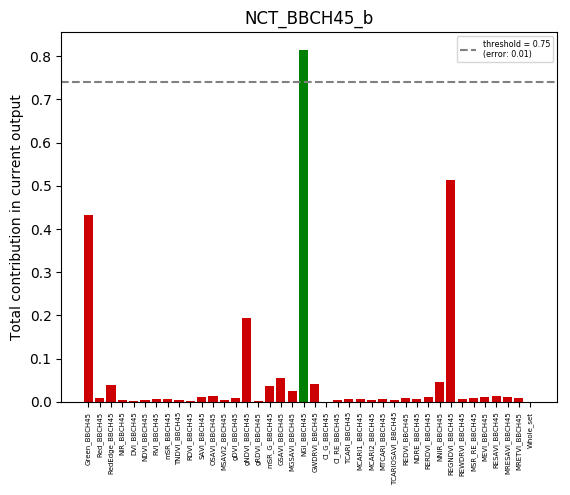 NCT_BBCH45_b
threshold = 0.75
(error: 0.01)
Total contribution in current output
0.8
0.7
0.6
0.5
0.4
0.3
0.2
0.1
0.0
Green_BBCH45
Red_BBCH45
RedEdge_BBCH45
NIR_BBCH45
DVI_BBCH45
NDVI_BBCH45
RVI_BBCH45
mSR_BBCH45
TNDVI_BBCH45
RDVI_BBCH45
SAVI_BBCH45
OSAVI_BBCH45
MSAVI2_BBCH45
gDVI_BBCH45
gNDVI_BBCH45
gRDVI_BBCH45
mSR_G_BBCH45
GSAVI_BBCH45
MGSAVI_BBCH45
NGI_BBCH45
GWDRVI_BBCH45
CI_G_BBCH45
CI_RE_BBCH45
TCARI_BBCH45
MCARI1_BBCH45
MCARI2_BBCH45
MTCARI_BBCH45
TCARIOSAVI_BBCH45
REDVI_BBCH45
NDRE_BBCH45
RERDVI_BBCH45
NNIR_BBCH45
REGNDVI_BBCH45
REWDRVI_BBCH45
MSR_RE_BBCH45
MEVI_BBCH45
RESAVI_BBCH45
MRESAVI_BBCH45
MRETVI_BBCH45
Whole_set